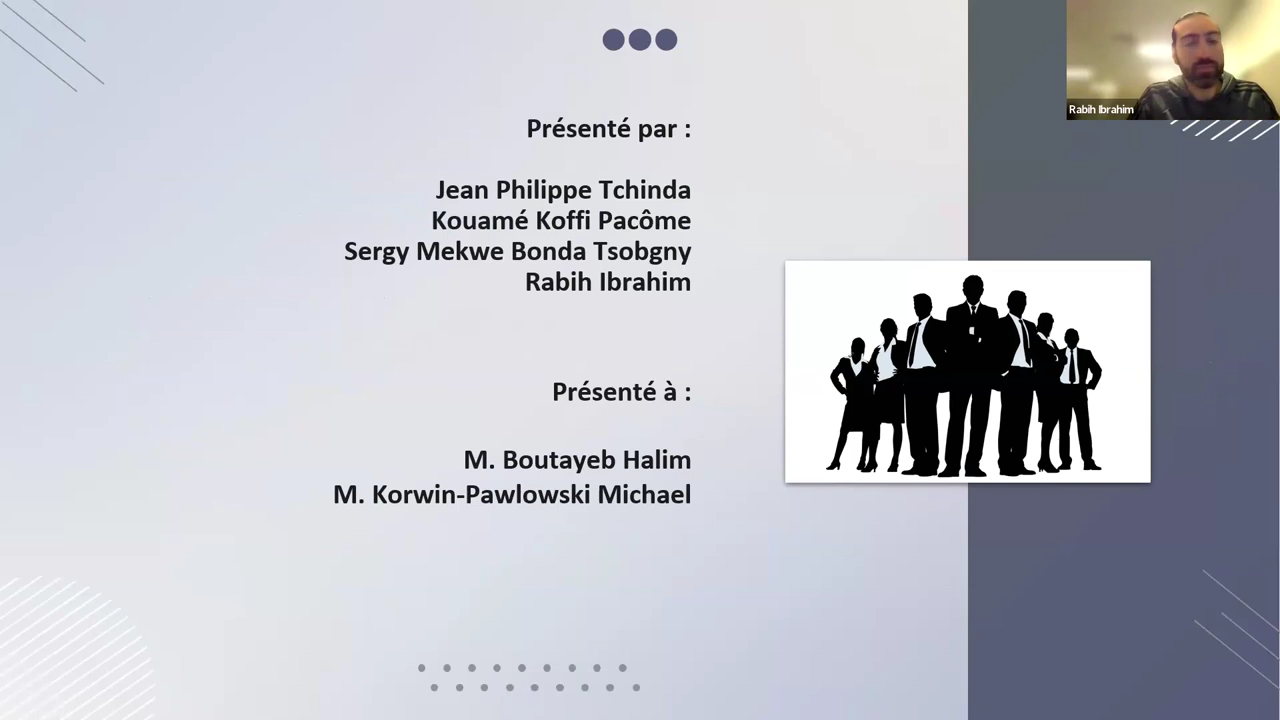 Présenté par :
Jean Philippe Tchinda
Kouamé Koffi Pacôme
Sergy Mekwe Bonda Tsobgny
Rabih Ibrahim
Présenté à :
M. Boutayeb Halim
M. Korwin-Pawlowski Michael
Rabih Ibrahim